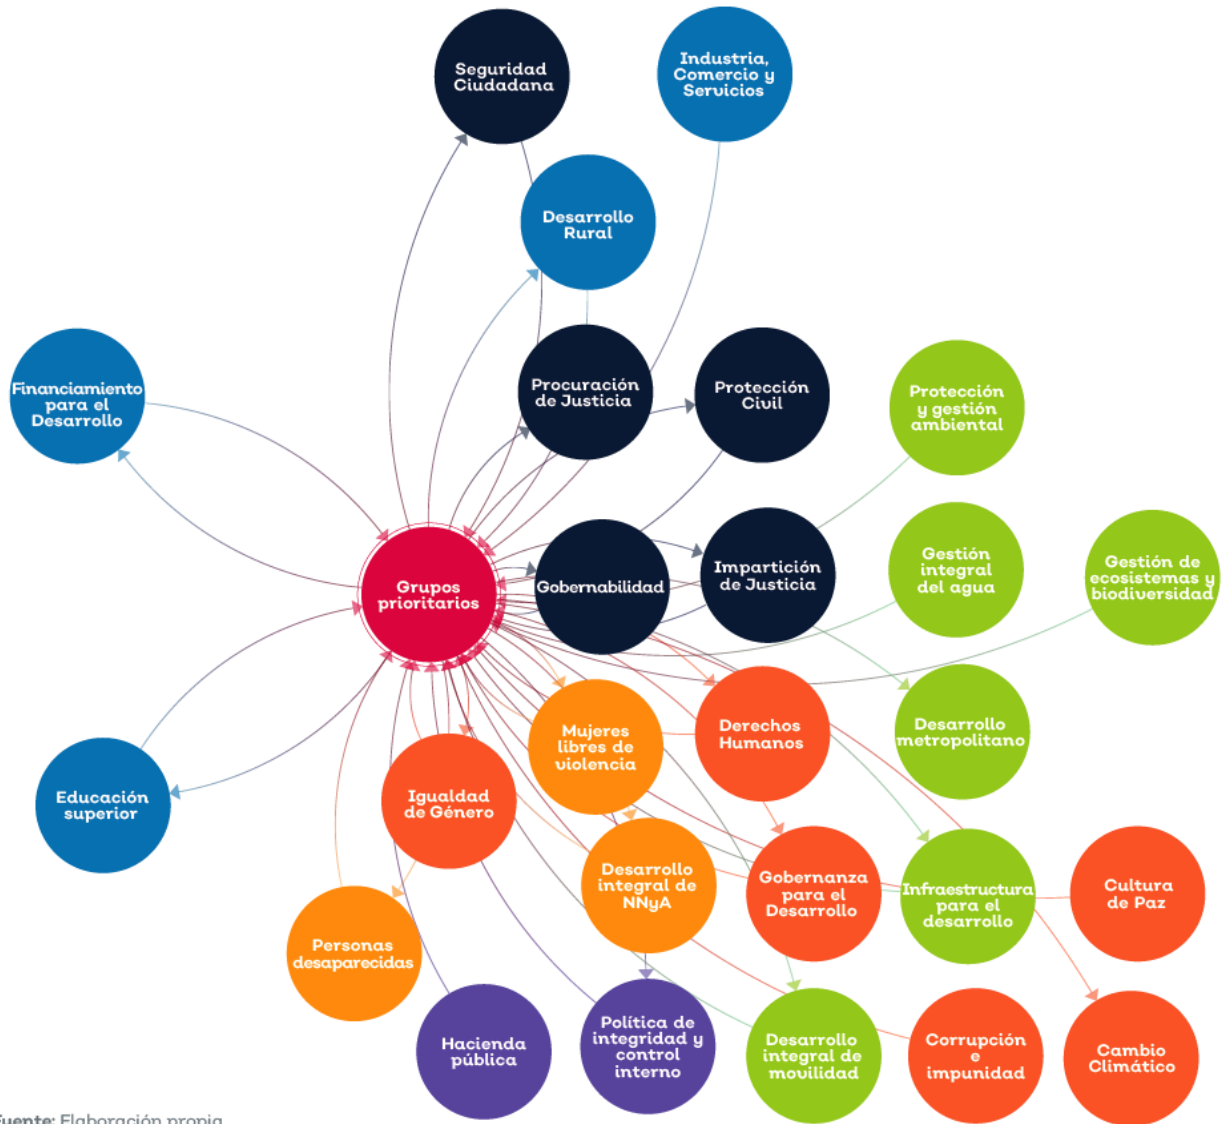 Seguridad
Ciudadana
Industria,
Comercio y
Servicios
Desarrollo
Rural
Financiamiento
para el
Desarrollo
Procuración
de Justicia
Protección
Civil
Protección
y gestión
ambiental
Grupos
prioritarios
Gobernabilidad
Impartición
de Justicia
Gestión
integral
del agua
Gestión de
ecosistemas y
biodiversidad
Mujeres
libres de
violencia
Derechos
Humanos
Desarrollo
metropolitano
Educación
superior
Igualdad
de Género
Desarrollo
integral de
NNyA
Gobernanza
para el
Desarrollo
Infraestructura
para el
desarrollo
Cultura
de Paz
Personas
desaparecidas
Hacienda
pública
Política de
integridad y
control
interno
Desarrollo
integral de
movilidad
Corrupción
e
impunidad
Cambio
Climático
Fuente: Elaboración propia